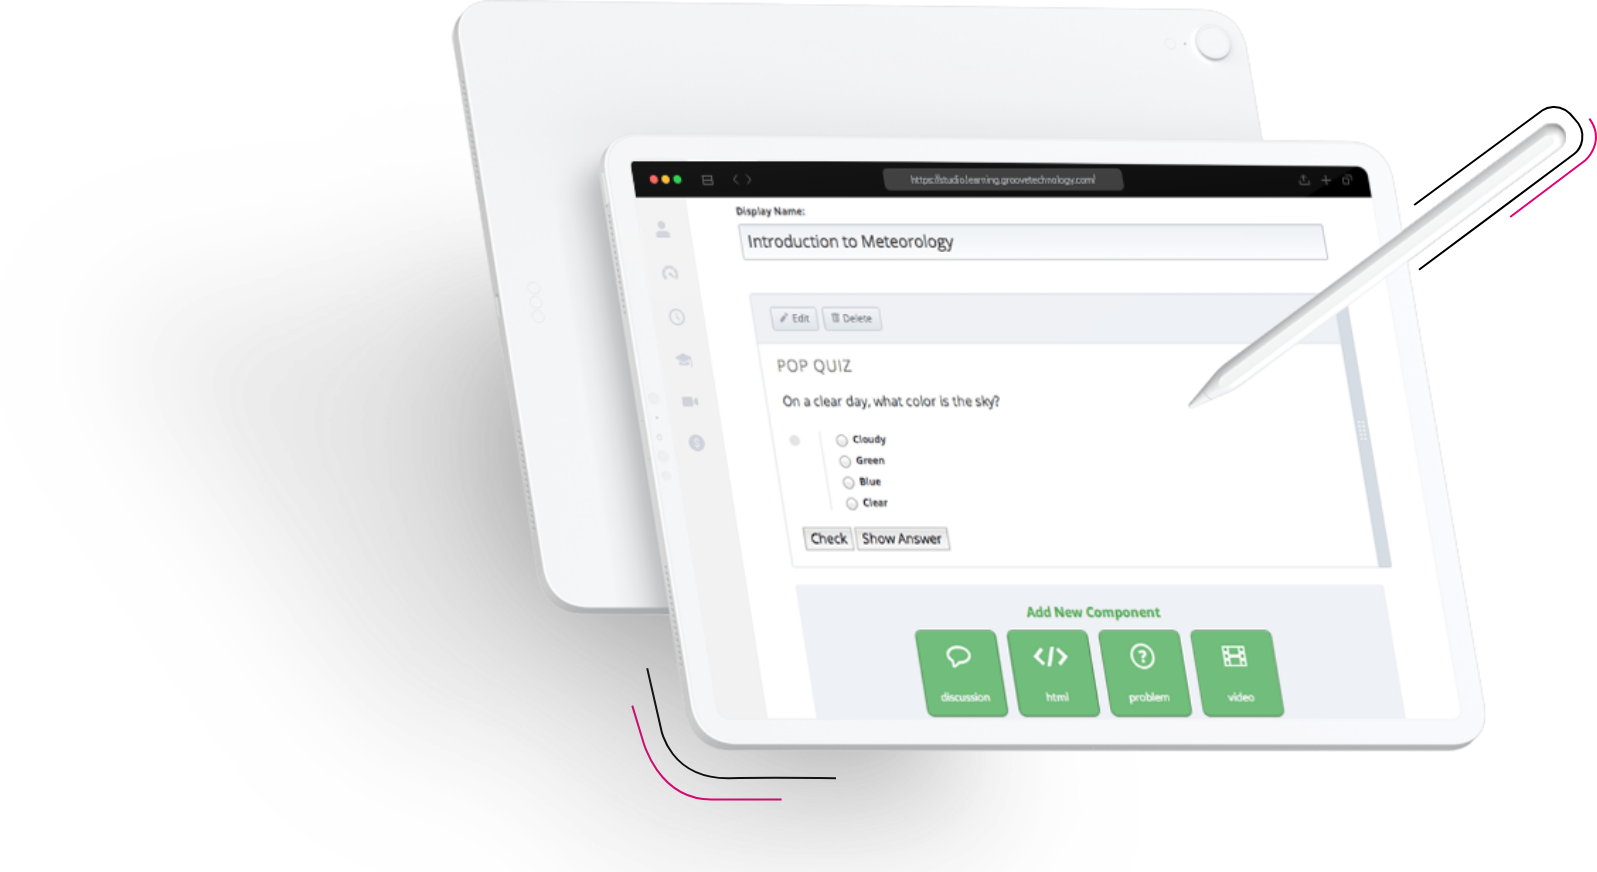 https://studio.learning.groovetechnology.com/
Display Name:
Introduction to Meteorology
Edit
Delete
POP QUIZ
On a clear day, what color is the sky?
Cloudy
Green
Blue
Clear
Check
Show Answer
Add New Component
discussion
html
problem
video